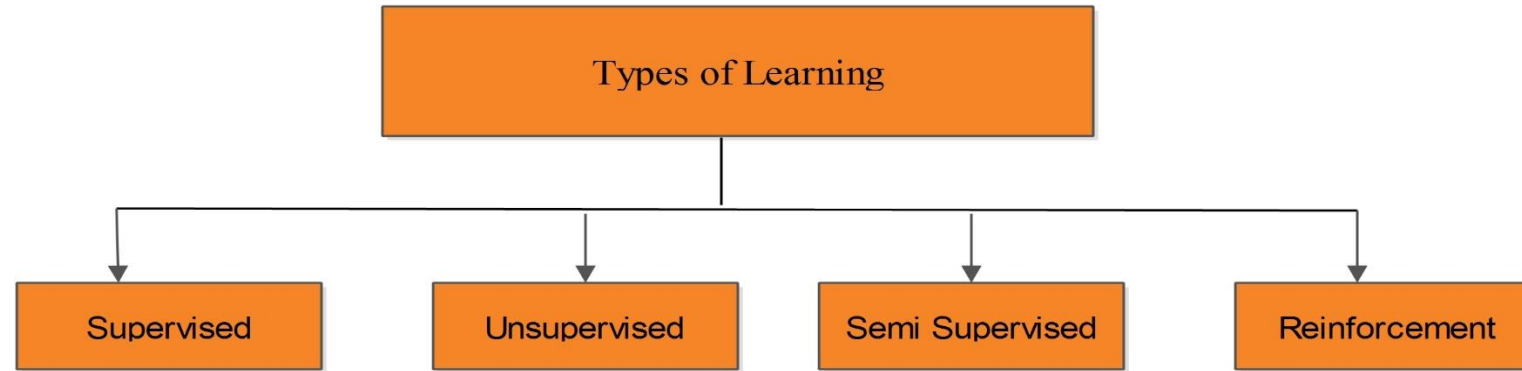 Types of Learning
Supervised
Unsupervised
Semi Supervised
Reinforcement